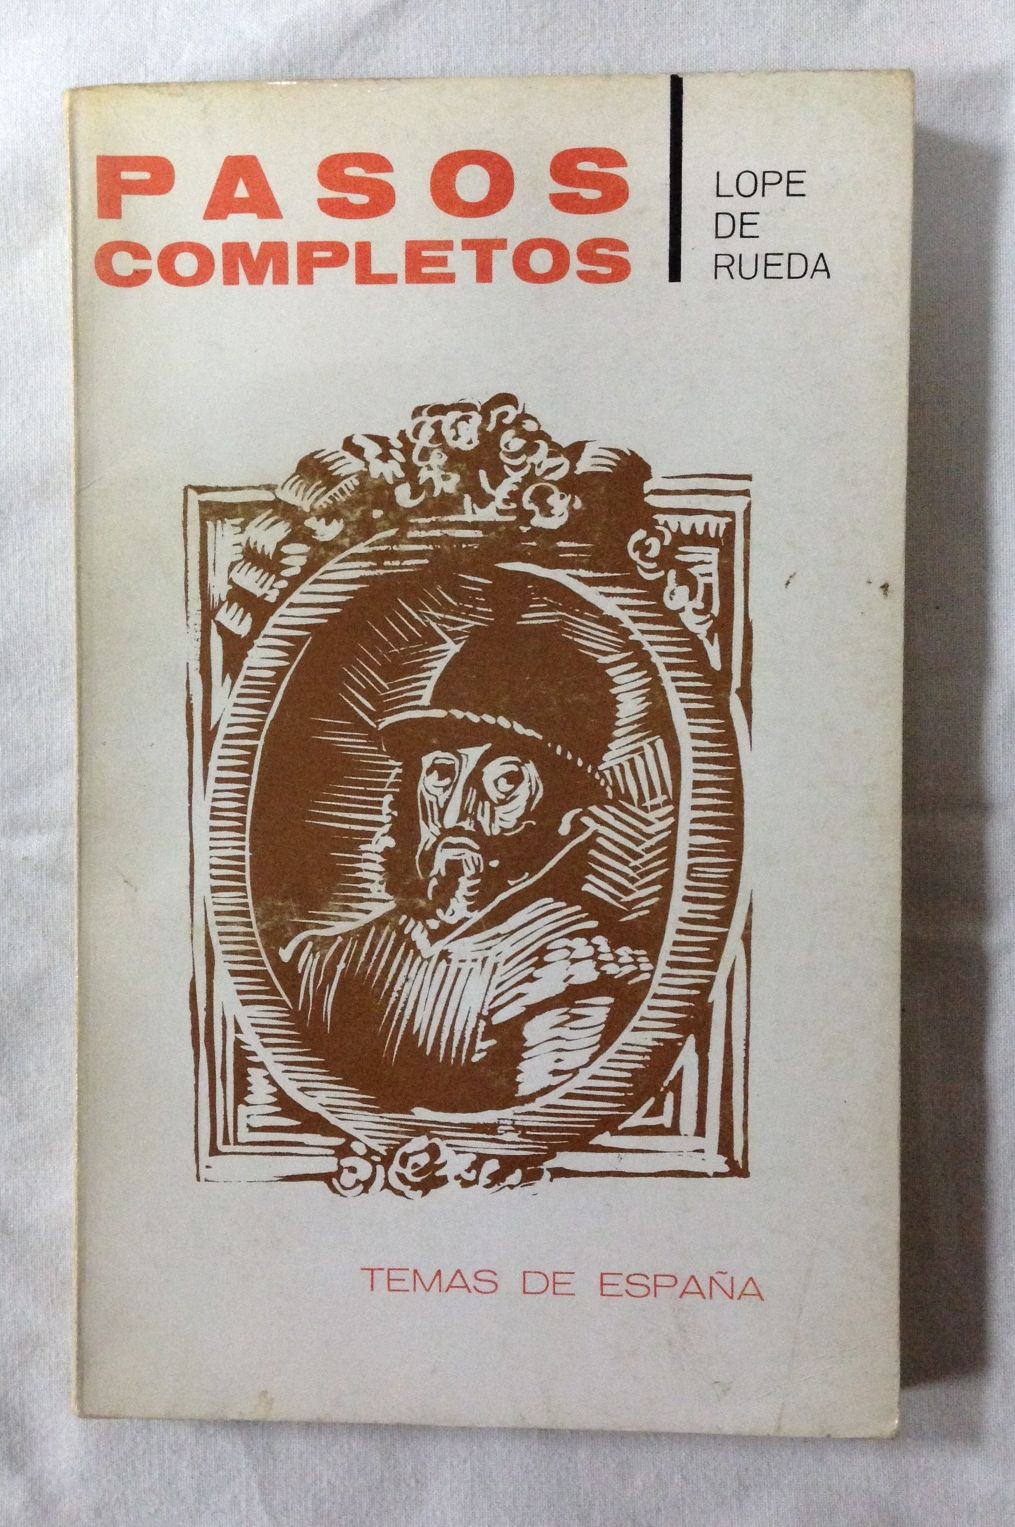 PASOS
COMPLETOS
LOPE
DE
RUEDA
TEMAS DE ESPAÑA